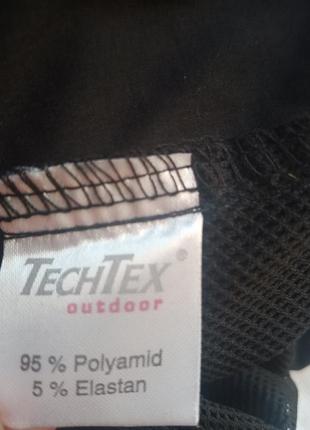 TECHTEX®
outdoor
95 % Polyamid
5 % Elastan